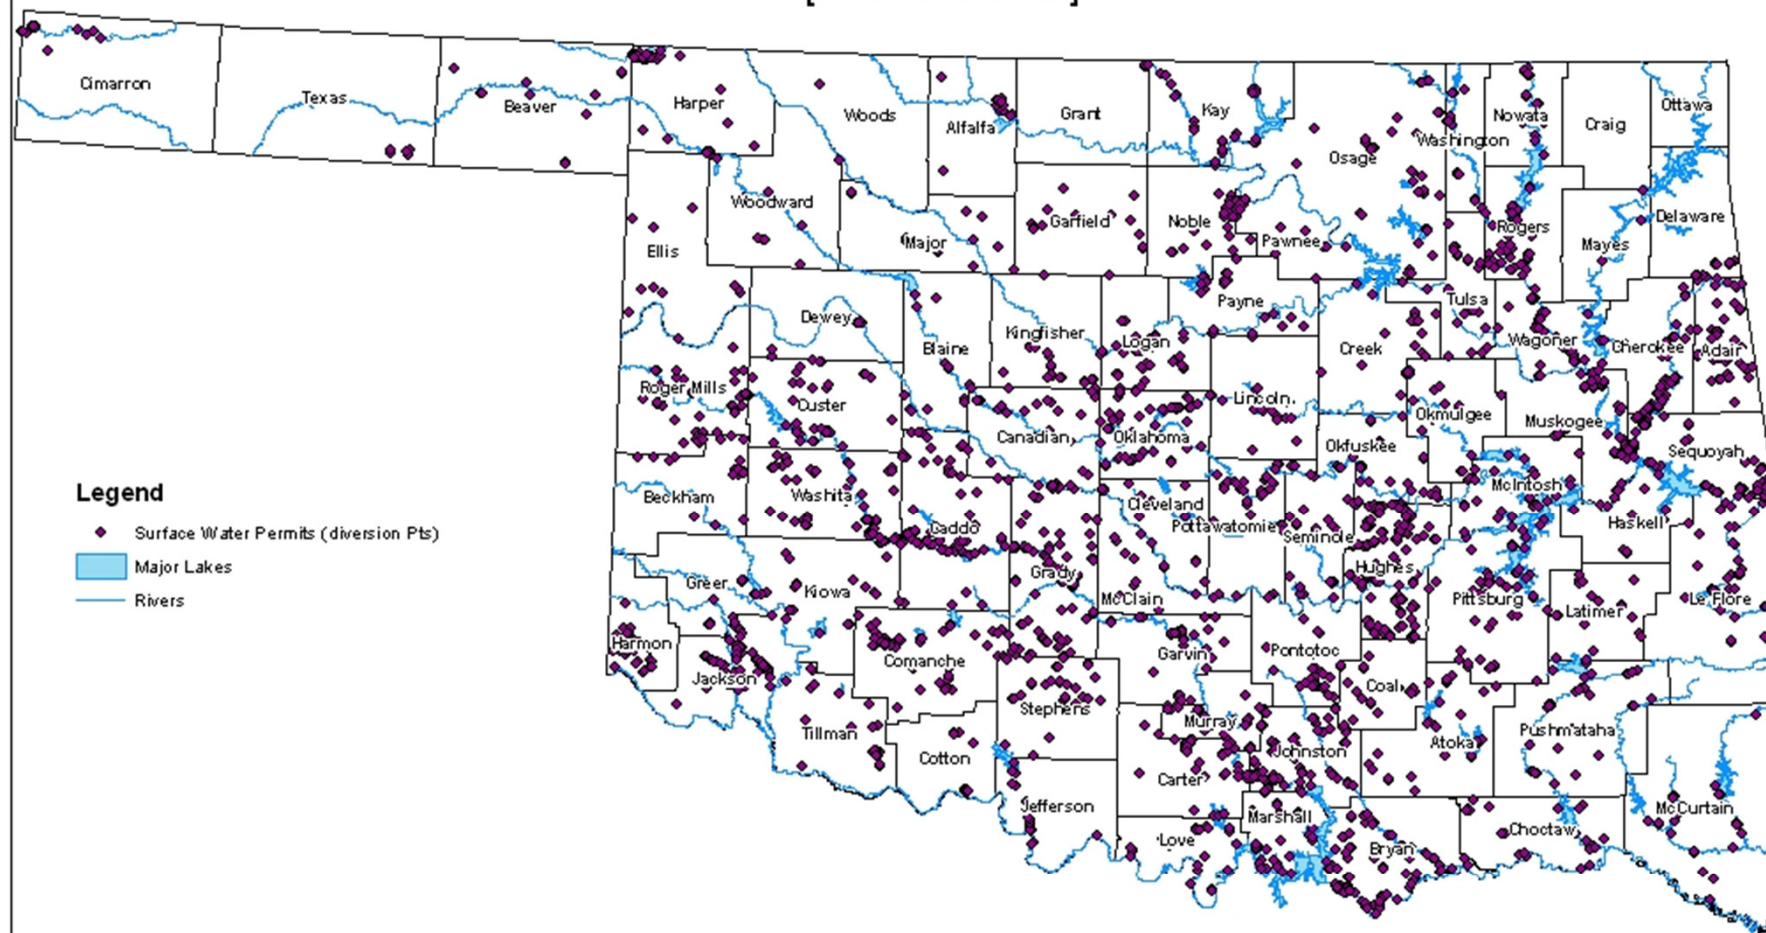 Cimarron
Texas
Beaver
Harper
Woods
Alfalfa
Grant
Kay
Osage
Washington
Nowata
Craig
Ottawa
Ellis
Woodward
Major
Garfield
Noble
Pawnee
Rogers
Mayes
Delaware
Dewey
Blaine
Kingfisher
Logan
Payne
Creek
Tulsa
Wagoner
Cherokee
Adair
Roger Mills
Custer
Canadian
Oklahoma
Lincoln
Okfuskee
Okmulgee
Muskogee
Sequoyah
Legend
Surface Water Permits (diversion Pts)
Major Lakes
Rivers
Beckham
Washita
Caddo
Grady
Cleveland
Pottawatomie
Seminole
Hughes
McIntosh
Haskell
Greer
Kiowa
McClain
Pittsburg
Latimer
Le Flore
Harmon
Jackson
Comanche
Stephens
Garvin
Pontotoc
Coal
Tillman
Cotton
Murray
Johnston
Atoka
Pushmataha
Jefferson
Carter
Love
Marshall
Bryan
Choctaw
McCurtain